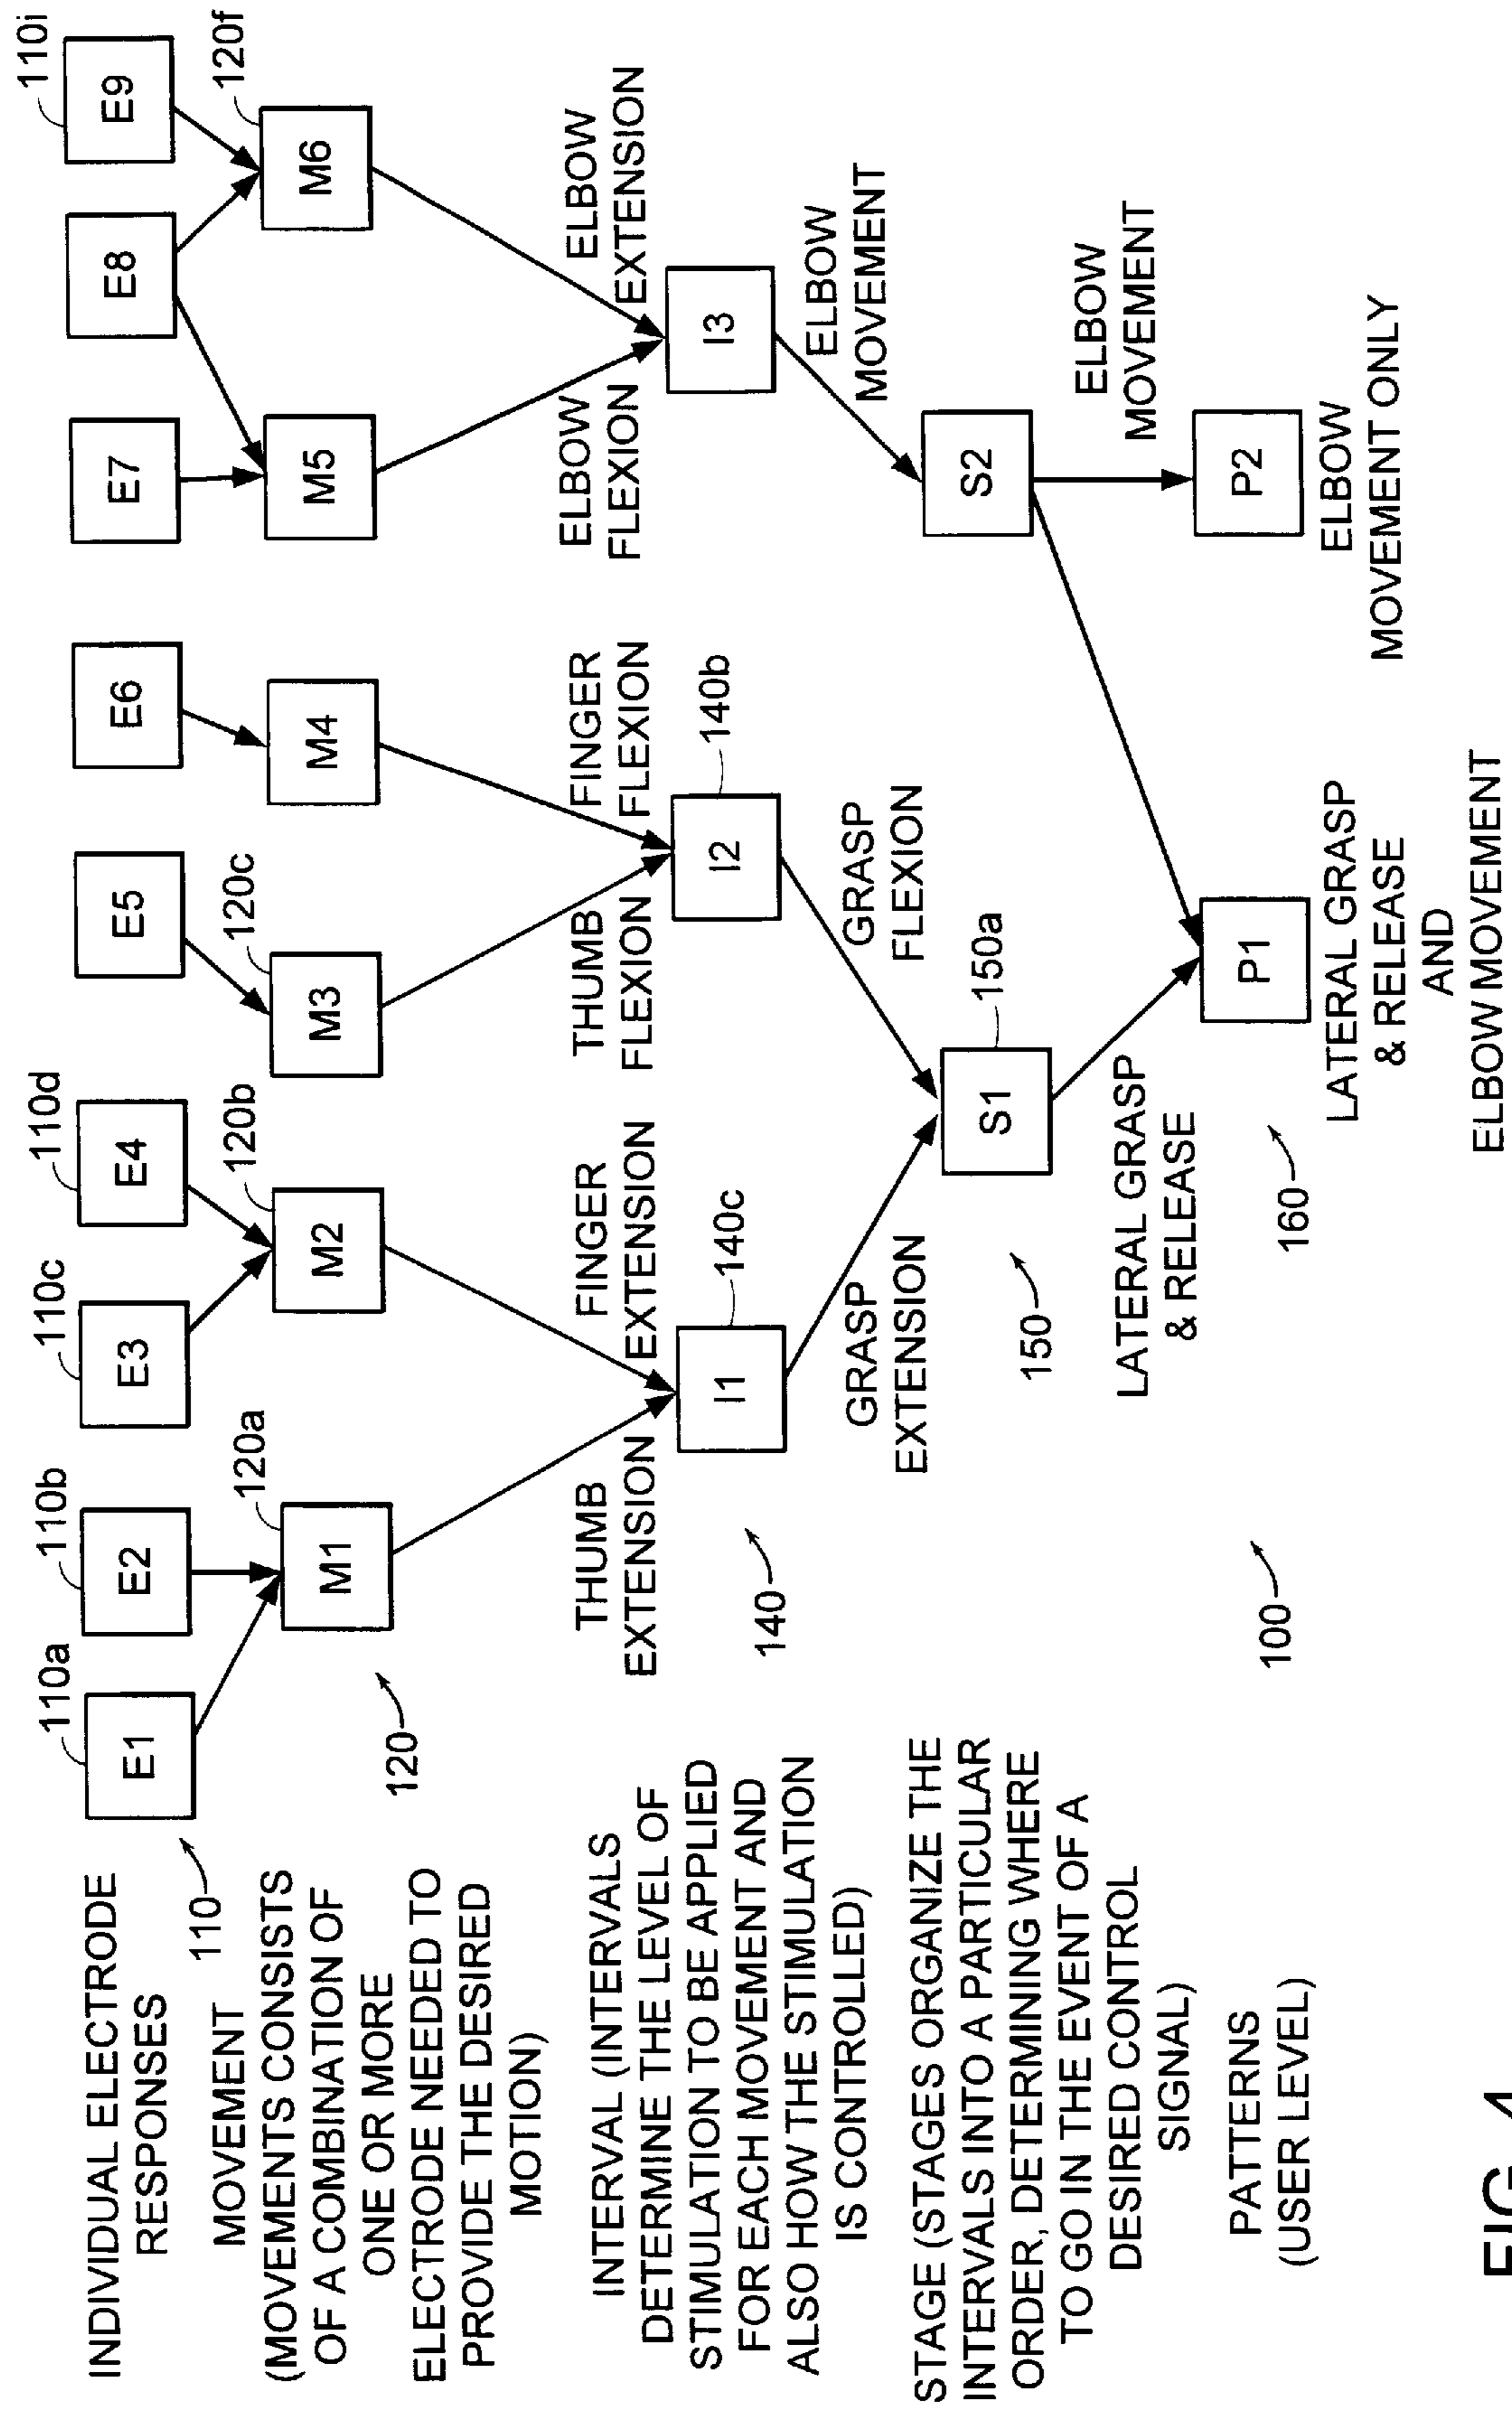 INDIVIDUAL ELECTRODE
RESPONSES
110
110a
E1
110b
E2
110c
E3
110d
E4
E5
E6
E7
E8
110i
E9
MOVEMENT
(MOVEMENTS CONSISTS
OF A COMBINATION OF
ONE OR MORE
ELECTRODE NEEDED TO
PROVIDE THE DESIRED
MOTION)
120
120a
M1
120b
M2
120c
M3
M4
M5
120f
M6
THUMB
EXTENSION
FINGER
EXTENSION
THUMB
FLEXION
FINGER
FLEXION
ELBOW
FLEXION
ELBOW
EXTENSION
INTERVAL (INTERVALS
DETERMINE THE LEVEL OF
STIMULATION TO BE APPLIED
FOR EACH MOVEMENT AND
ALSO HOW THE STIMULATION
IS CONTROLLED)
140
I1
140c
I2
140b
I3
GRASP
EXTENSION
GRASP
FLEXION
ELBOW
MOVEMENT
STAGE (STAGES ORGANIZE THE
INTERVALS INTO A PARTICULAR
ORDER, DETERMINING WHERE
TO GO IN THE EVENT OF A
DESIRED CONTROL
SIGNAL)
150
S1
150a
S2
LATERAL GRASP
& RELEASE
ELBOW
MOVEMENT
PATTERNS
(USER LEVEL)
100
160
P1
P2
LATERAL GRASP
& RELEASE
AND
ELBOW MOVEMENT
ELBOW
MOVEMENT ONLY